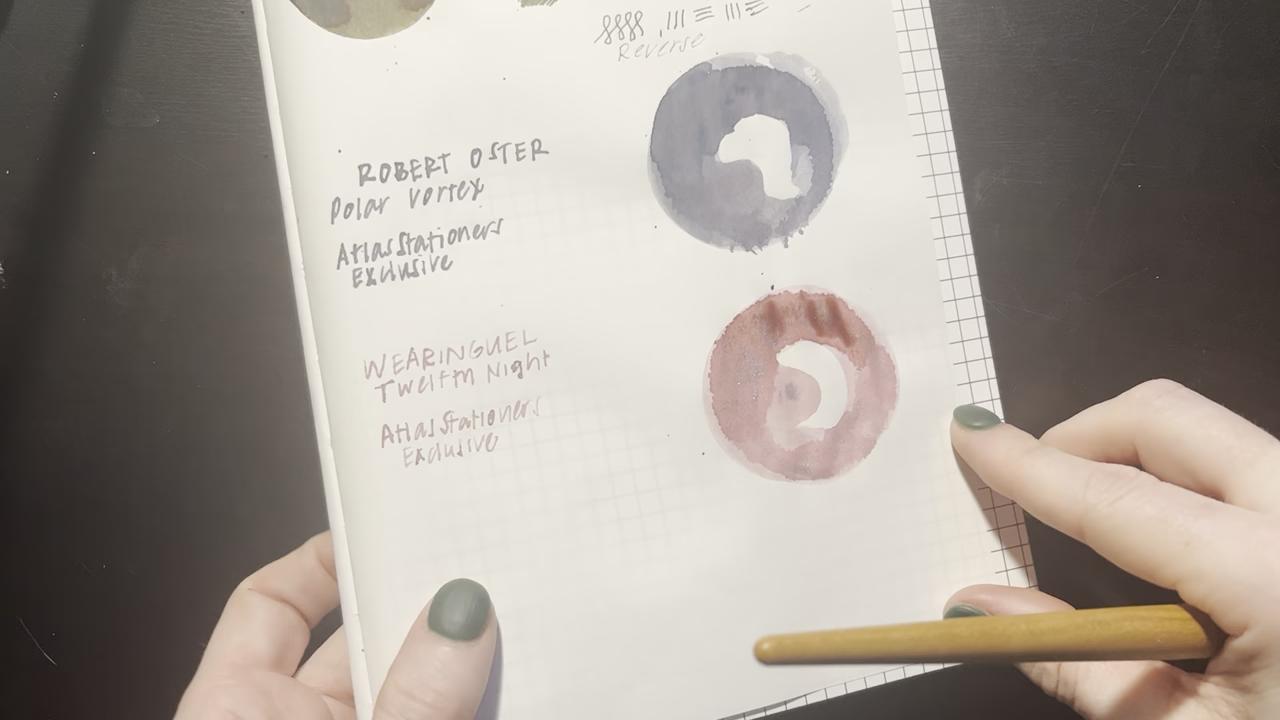 Reverse
ROBERT OSTER
Polar Vortex
Atlas Stationers
Exclusive
WEARINGUEL
Twelfth Night
Atlas Stationers
Exclusive